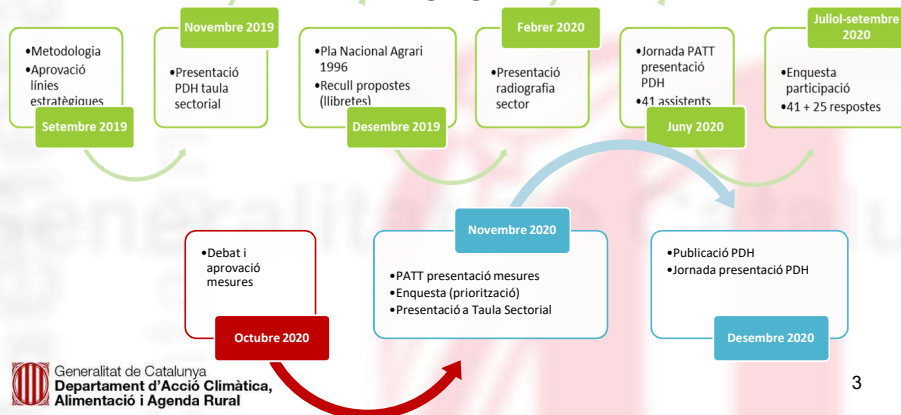 Novembre 2019
Febrer 2020
Juliol-setembre
2020
•Metodologia
•Aprovació
línies
estratègiques
Setembre 2019
•Presentació
PDH taula
sectorial
•Pla Nacional Agrari
1996
•Recull propostes
(llibretes)
Desembre 2019
•Presentació
radiografia
sector
•Jornada PATT
presentació
PDH
•41 assistents
Juny 2020
•Enquesta
participació
•41 + 25 respostes
•Debat i
aprovació
mesures
Octubre 2020
Novembre 2020
•PATT presentació mesures
•Enquesta (priorització)
•Presentació a Taula Sectorial
•Publicació PDH
•Jornada presentació PDH
Desembre 2020
Generalitat de Catalunya
Departament d'Acció Climàtica,
Alimentació i Agenda Rural
3